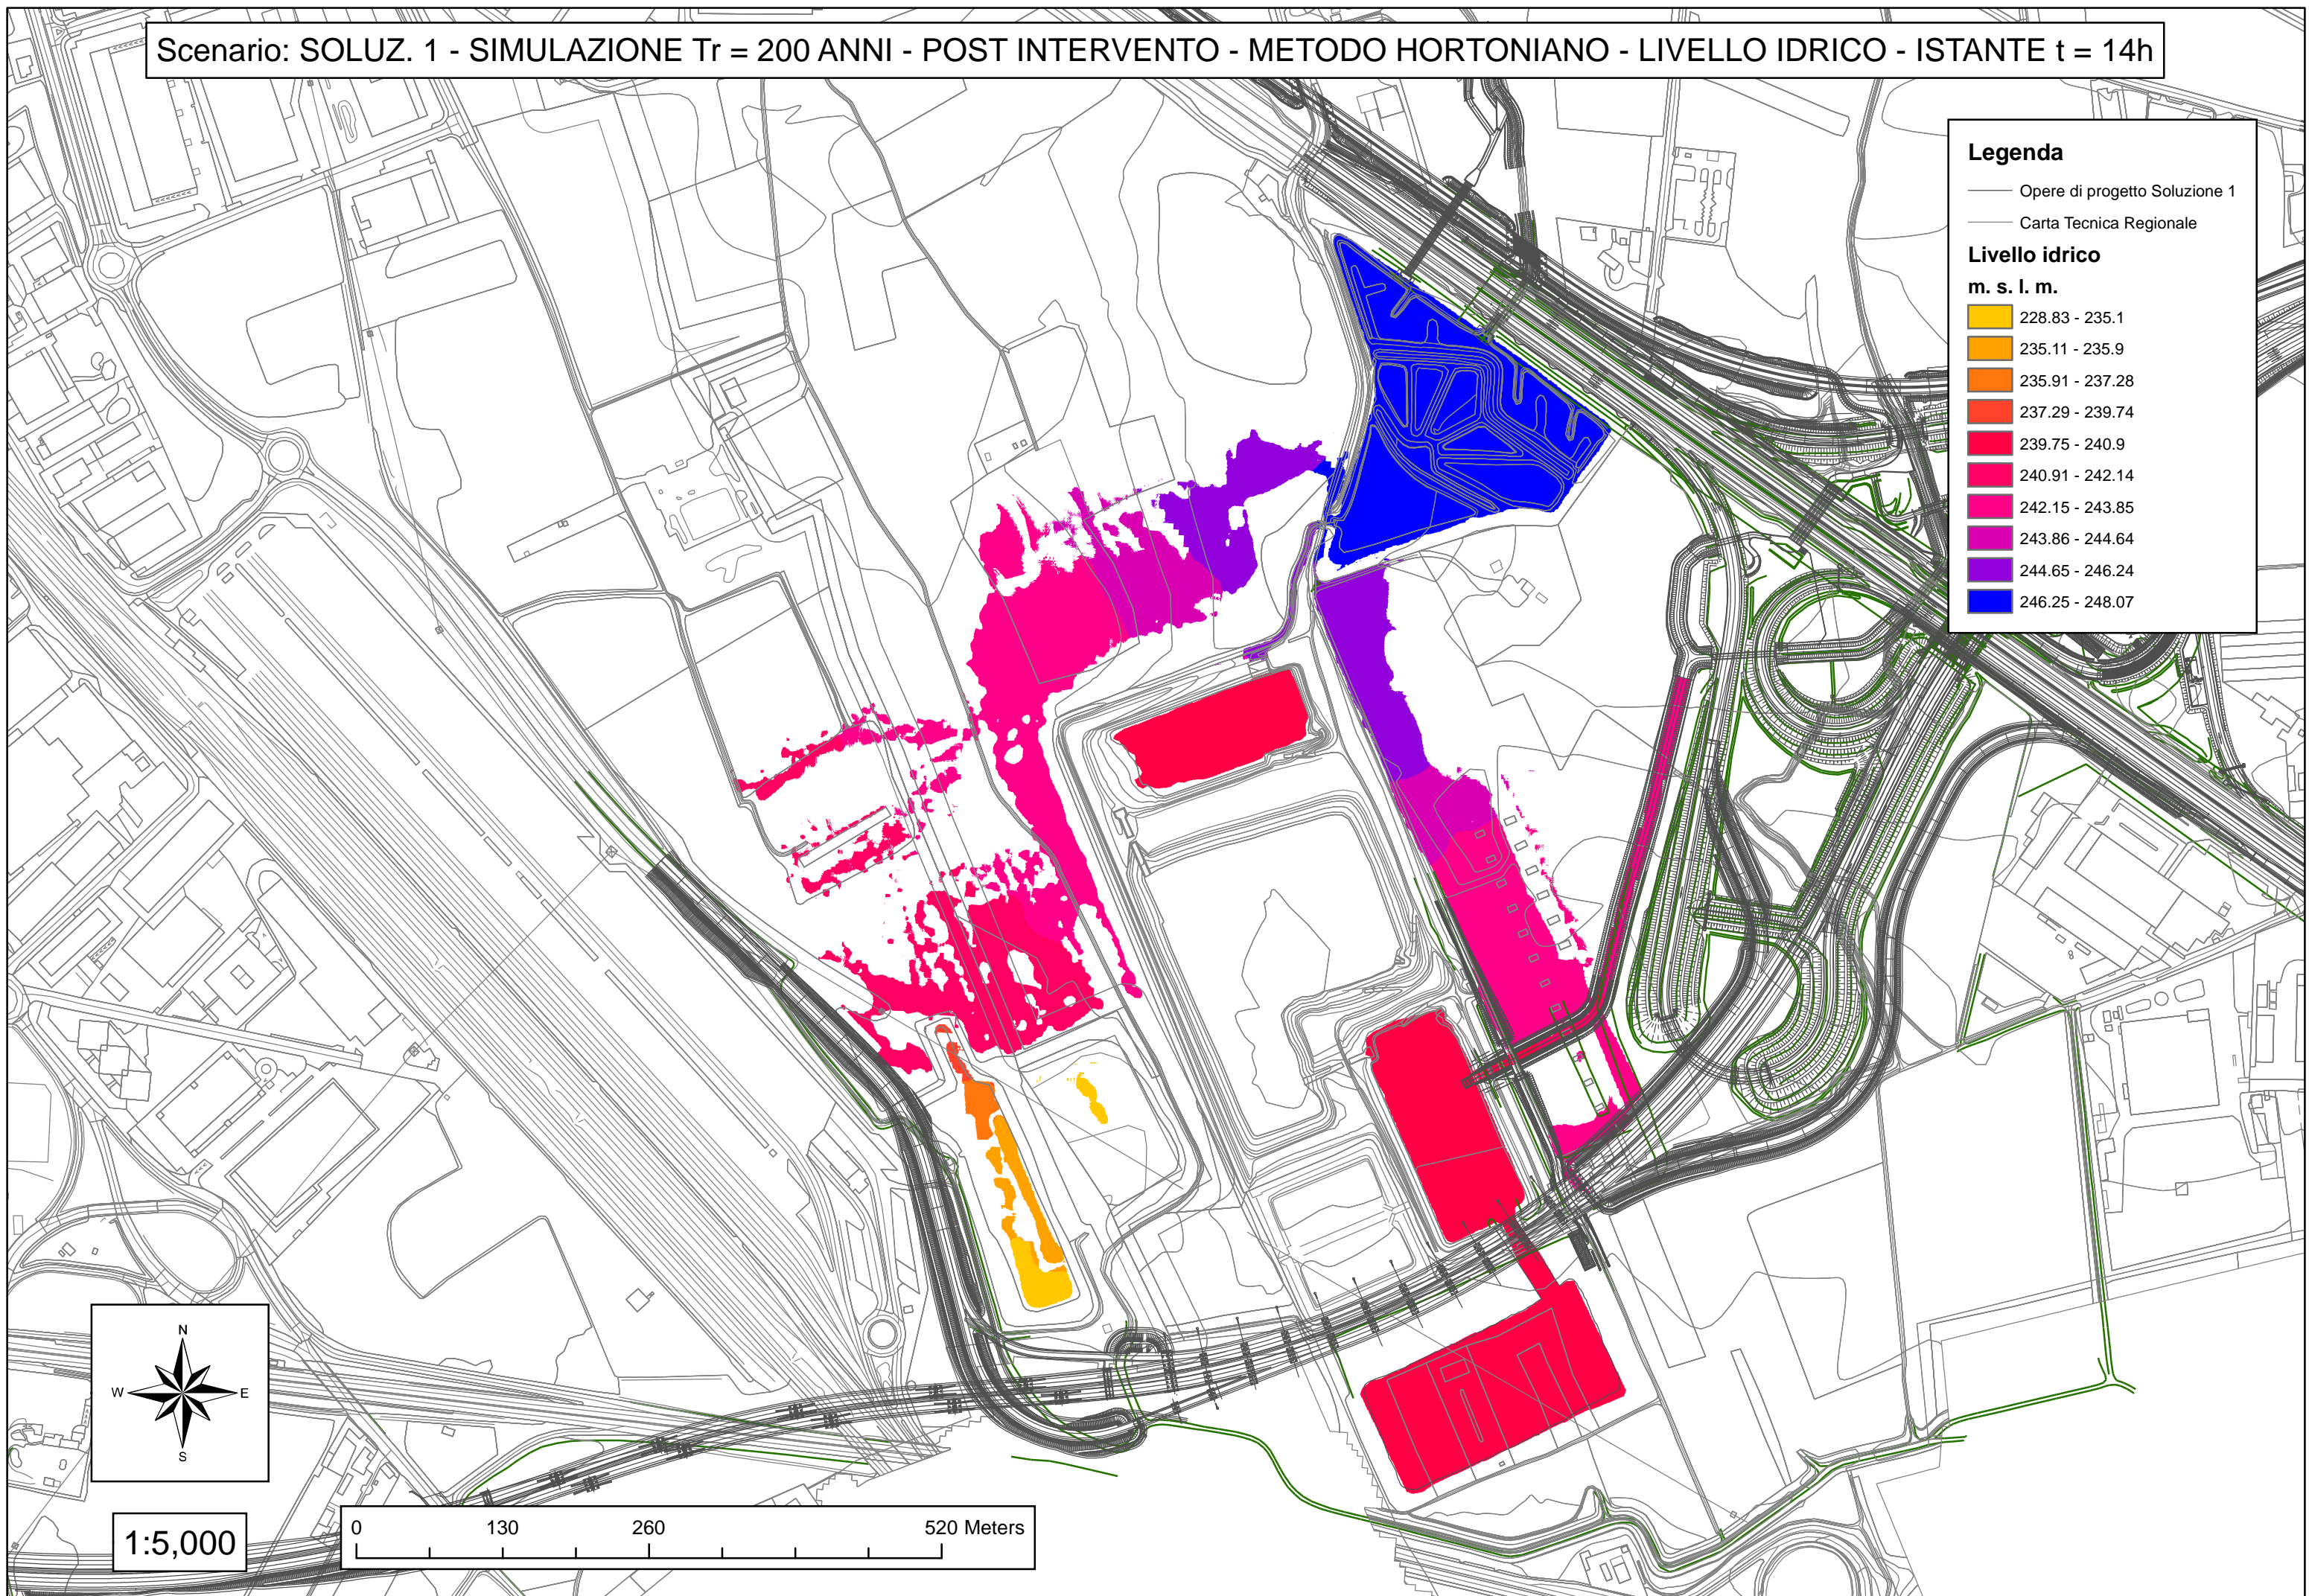 Scenario: SOLUZ. 1 - SIMULAZIONE Tr = 200 ANNI - POST INTERVENTO - METODO HORTONIANO - LIVELLO IDRICO - ISTANTE t = 14h
Legenda
Opere di progetto Soluzione 1
Carta Tecnica Regionale
Livello idrico
m. s. l. m.
228.83 - 235.1
235.11 - 235.9
235.91 - 237.28
237.29 - 239.74
239.75 - 240.9
240.91 - 242.14
242.15 - 243.85
243.86 - 244.64
244.65 - 246.24
246.25 - 248.07
N
W E
S
1:5,000
0 130 260 520 Meters